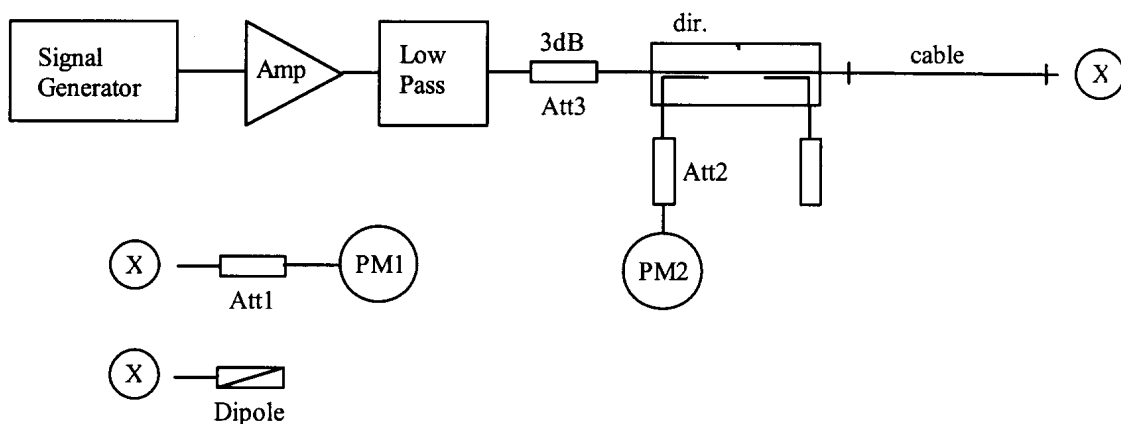 dir.
3dB
Low
Pass
Signal
Generator
Amp
cable
X
Att3
Att2
X
PM1
PM2
Att1
X
Dipole